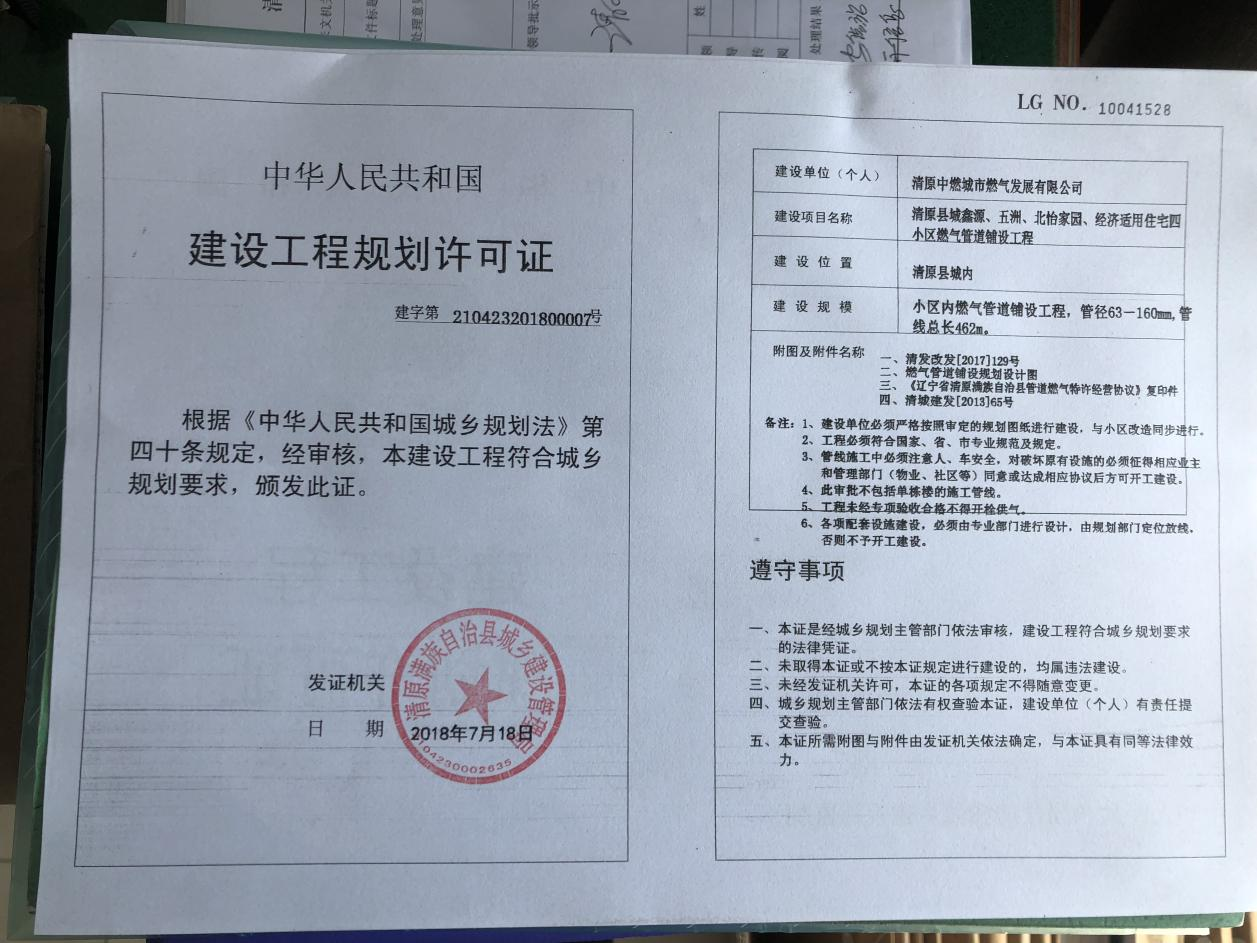 文机关
件标题
处理意见
领导批示
姓
领
导
传
阅
处理结果
中华人民共和国
建设工程规划许可证
建字第 210423201800007号
根据《中华人民共和国城乡规划法》第
四十条规定，经审核，本建设工程符合城乡
规划要求，颁发此证。
发证机关
日 期
2018年7月18日
清原满族自治县城乡建设管理局
2104230002635
LG NO. 10041528
建设单位（个人） 清原中燃城市燃气发展有限公司
建设项目名称 清原县城鑫源、五洲、北怡家园、经济适用住宅四
小区燃气管道铺设工程
建设位置 清原县城内
建设规模 小区内燃气管道铺设工程，管径63－160mm,管
线总长462m。
附图及附件名称
一、清发改发[2017]129号
二、燃气管道铺设规划设计图
三、《辽宁省清原满族自治县管道燃气特许经营协议》复印件
四、清城建发[2013]65号
备注：1、建设单位必须严格按照审定的规划图纸进行建设，与小区改造同步进行。
2、工程必须符合国家、省、市专业规范及规定。
3、管线施工中必须注意人、车安全，对破坏原有设施的必须征得相应业主
和管理部门（物业、社区等）同意或达成相应协议后方可开工建设。
4、此审批不包括单栋楼的施工管线。
5、工程未经专项验收合格不得开栓供气。
6、各项配套设施建设，必须由专业部门进行设计，由规划部门定位放线，
否则不予开工建设。
遵守事项
一、本证是经城乡规划主管部门依法审核，建设工程符合城乡规划要求
的法律凭证。
二、未取得本证或不按本证规定进行建设的，均属违法建设。
三、未经发证机关许可，本证的各项规定不得随意变更。
四、城乡规划主管部门依法有权查验本证，建设单位（个人）有责任提
交查验。
五、本证所需附图与附件由发证机关依法确定，与本证具有同等法律效
力。